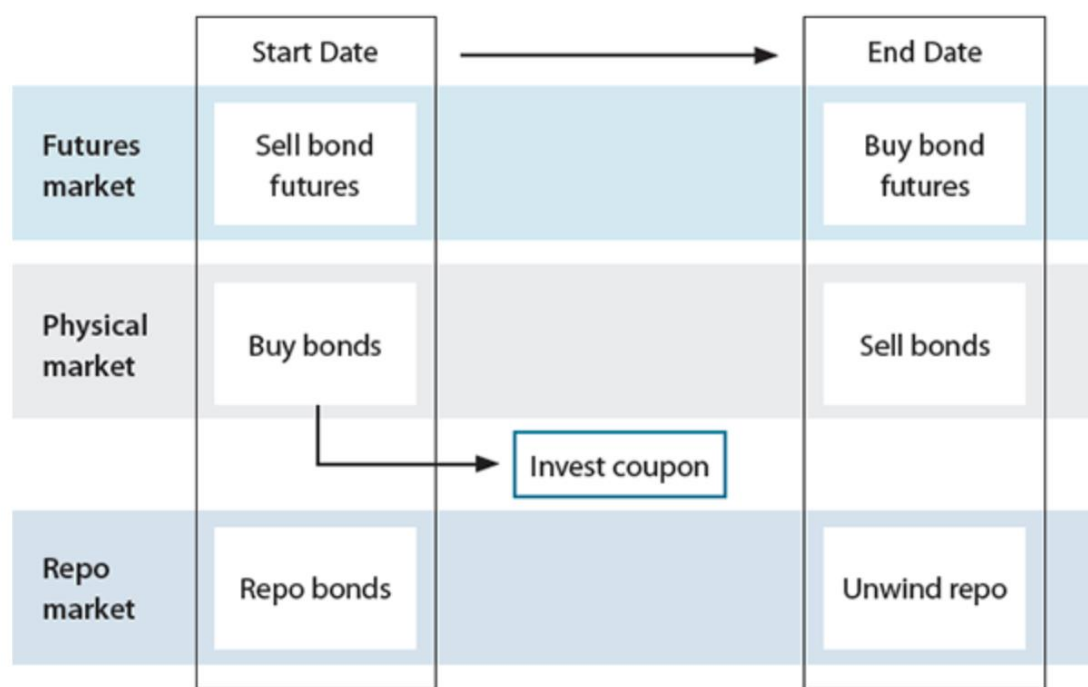 Start Date
End Date
Futures
market
Sell bond
futures
Buy bond
futures
Physical
market
Buy bonds
Sell bonds
Invest coupon
Repo
market
Repo bonds
Unwind repo